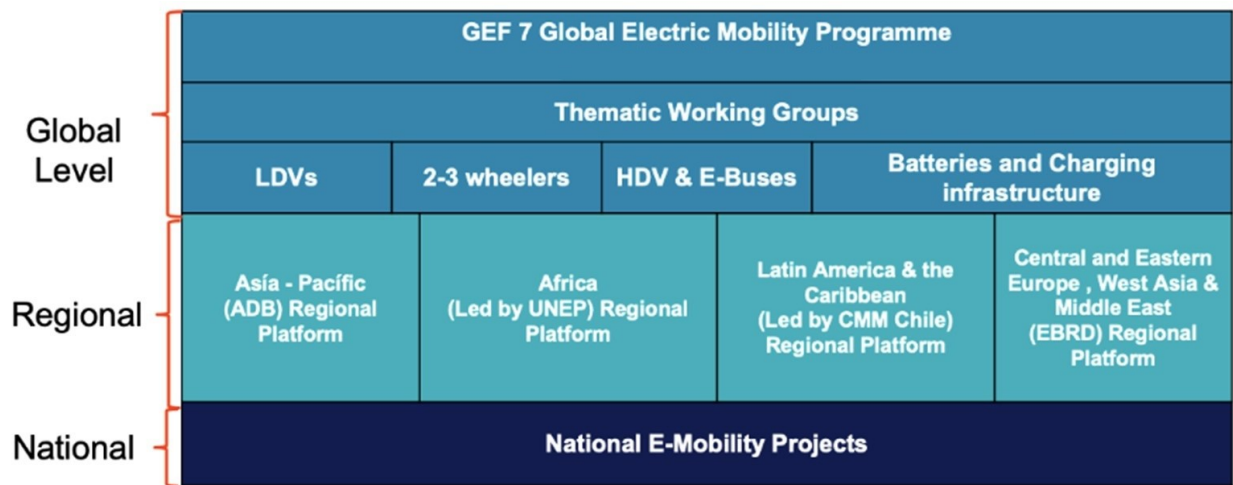 GEF 7 Global Electric Mobility Programme
Thematic Working Groups
Global
Level
LDVs
2-3 wheelers
HDV & E-Buses
Batteries and Charging
infrastructure
Regional
Asía - Pacífic
(ADB) Regional
Platform
Africa
(Led by UNEP) Regional
Platform
Latin America & the
Caribbean
(Led by CMM Chile)
Regional Platform
Central and Eastern
Europe , West Asia &
Middle East
(EBRD) Regional
Platform
National
National E-Mobility Projects